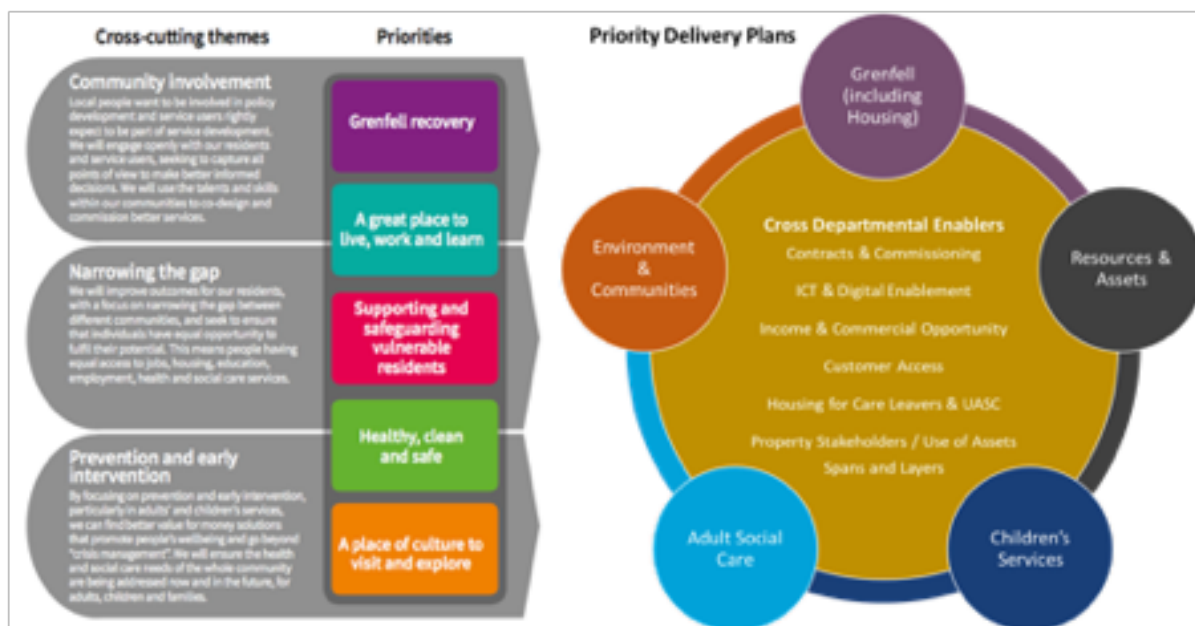 Cross-cutting themes
Community involvement
Local people want to be involved in policy
development and service users rightly
expect to be part of service development.
We will engage openly with our residents
and service users, seeking to capture all
points of view to make better informed
decisions. We will use the talents and skills
within our communities to co-design and
commission better services.
Narrowing the gap
We will improve outcomes for our residents,
with a focus on narrowing the gap between
different communities, and seek to ensure
that individuals have equal opportunity to
fulfil their potential. This means people having
equal access to jobs, housing, education,
employment, health and social care services.
Prevention and early
intervention
By focusing on prevention and early intervention,
particularly in adults' and children's services,
we can find better value for money solutions
that promote people's wellbeing and go beyond
"crisis management". We will ensure the health
and social care needs of the whole community
are being addressed now and in the future, for
adults, children and families.
Priorities
Grenfell recovery
A great place to
live, work and learn
Supporting and
safeguarding
vulnerable
residents
Healthy, clean
and safe
A place of culture to
visit and explore
Priority Delivery Plans
Grenfell
(including
Housing)
Environment
&
Communities
Resources &
Assets
Cross Departmental Enablers
Contracts & Commissioning
ICT & Digital Enablement
Income & Commercial Opportunity
Customer Access
Housing for Care Leavers & UASC
Property Stakeholders / Use of Assets
Spans and Layers
Adult Social
Care
Children's
Services